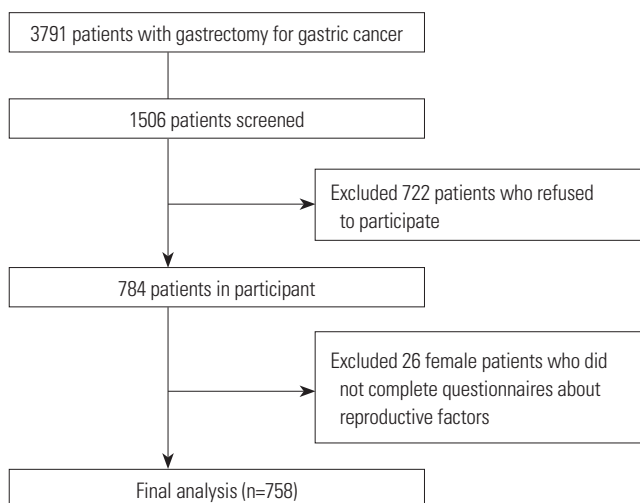 3791 patients with gastrectomy for gastric cancer
1506 patients screened
Excluded 722 patients who refused
to participate
784 patients in participant
Excluded 26 female patients who did
not complete questionnaires about
reproductive factors
Final analysis (n=758)